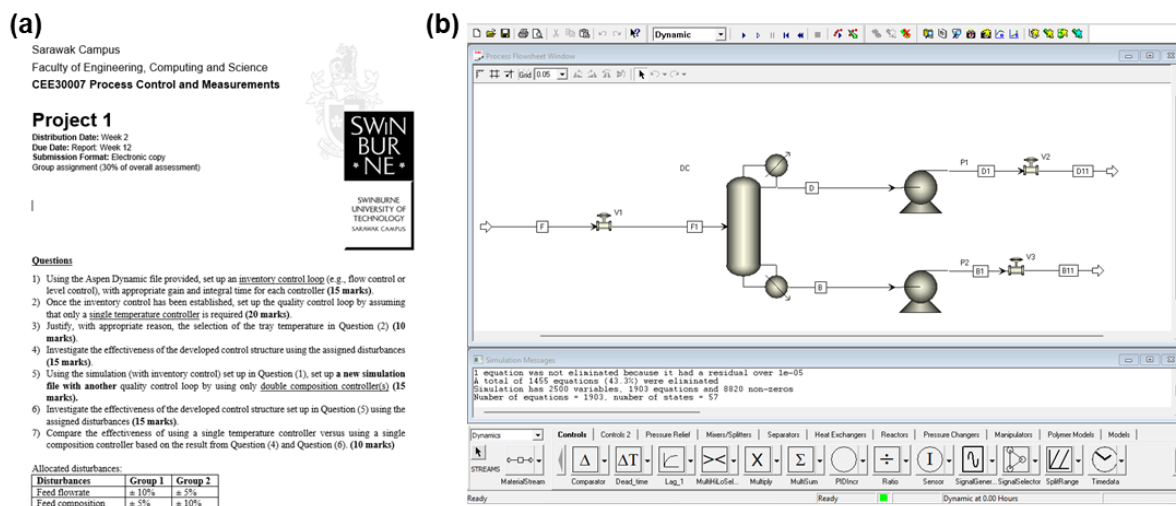 (a)
Sarawak Campus
Faculty of Engineering, Computing and Science
CEE30007 Process Control and Measurements
Project 1
Distribution Date: Week 2
Due Date: Report: Week 12
Submission Format: Electronic copy
Group assignment (30% of overall assessment)
SWIN
BUR
* NE *
SWINBURNE
UNIVERSITY OF
TECHNOLOGY
SARAWAK CAMPUS
Questions
1) Using the Aspen Dynamic file provided, set up an inventory control loop (e.g., flow control or
level control), with appropriate gain and integral time for each controller (15 marks).
2) Once the inventory control has been established, set up the quality control loop by assuming
that only a single temperature controller is required (20 marks).
3) Justify, with appropriate reason, the selection of the tray temperature in Question (2) (10
marks).
4) Investigate the effectiveness of the developed control structure using the assigned disturbances
(15 marks).
5) Using the simulation (with inventory control) set up in Question (1), set up a new simulation
file with another quality control loop by using only double composition controller(s) (15
marks).
6) Investigate the effectiveness of the developed control structure set up in Question (5) using the
assigned disturbances (15 marks).
7) Compare the effectiveness of using a single temperature controller versus using a single
composition controller based on the result from Question (4) and Question (6). (10 marks)
Allocated disturbances:
Disturbances Group 1 Group 2
Feed flowrate ± 10% ± 5%
Feed composition ± 5% ± 10%
(b)
Dynamic
Process Flowsheet Window
Grid 0.05
DC
F
V1
F1
D
P1
D1
V2
D11
B
P2
B1
V3
B11
Simulation Messages
1 equation was not eliminated because it had a residual over 1e-05
A total of 1455 equations (43.3%) were eliminated
Simulation has 2500 variables, 1903 equations and 8820 non-zeros
Number of equations = 1903, number of states = 57
Dynamics
Controls
Controls 2
Pressure Relief
Mixers/Splitters
Separators
Heat Exchangers
Reactors
Pressure Changers
Manipulators
Polymer Models
Models
STREAMS
MaterialStream
Comparator
Dead_time
Lag_1
MultiHiLoSel...
Multiply
MultiSum
PIDIncr
Ratio
Sensor
SignalGener...
SignalSelector
SplitRange
Timedata
Ready
Ready
Dynamic at 0.00 Hours